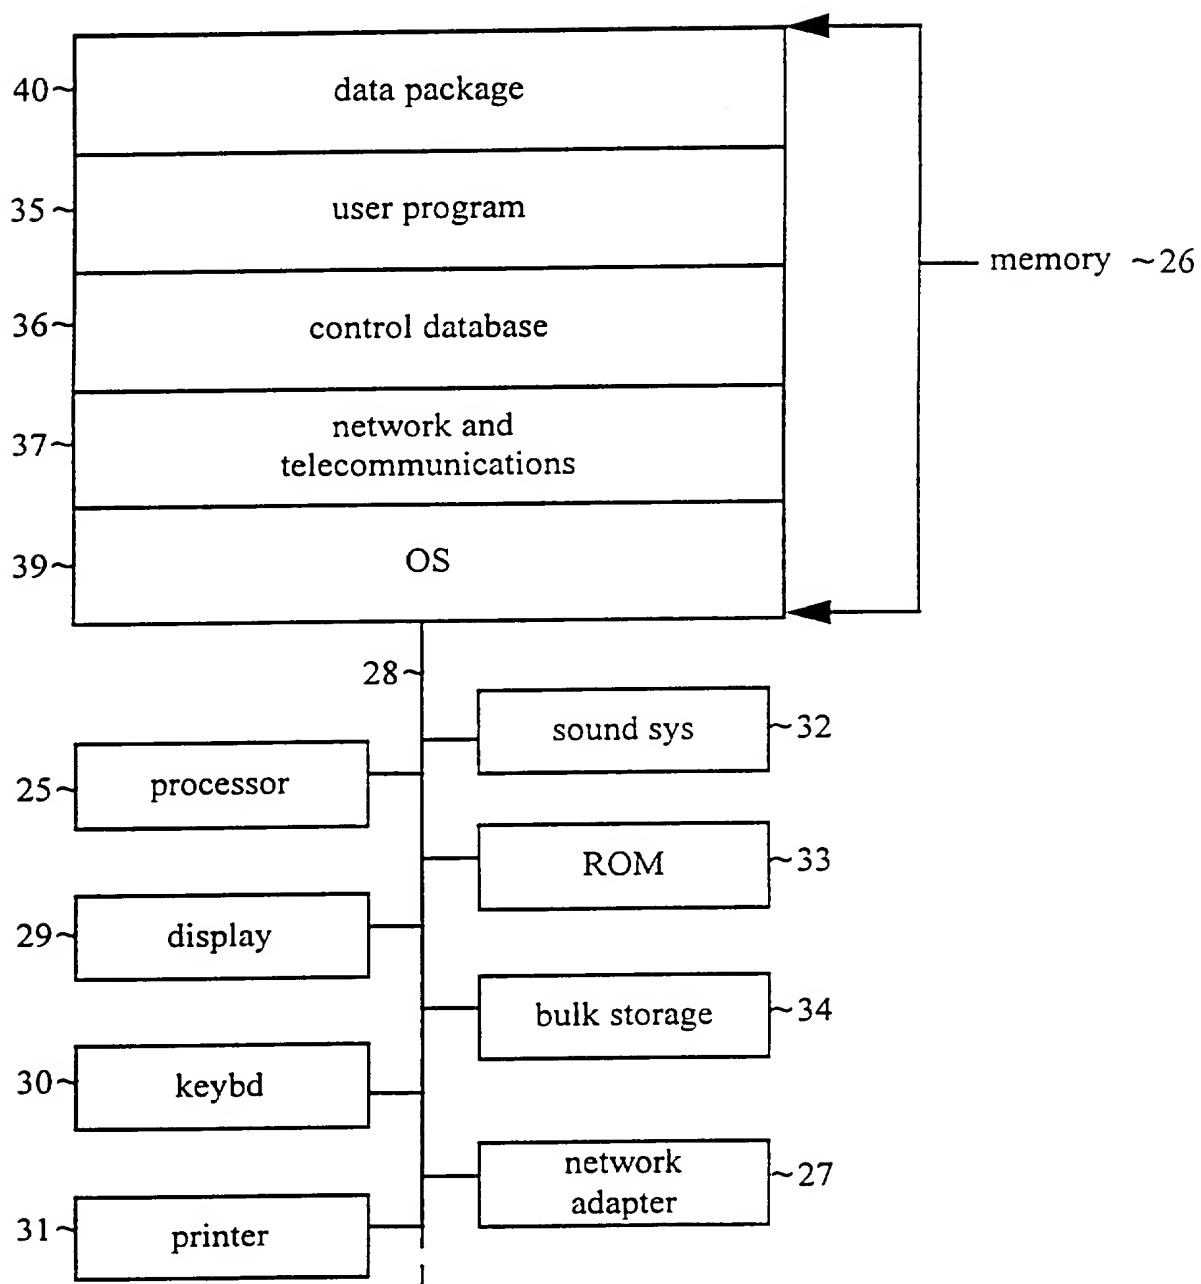 40~ data package
35~ user program
memory ~26
36~ control database
37~ network and
telecommunications
39~ OS
28~
sound sys ~32
25~ processor
ROM ~33
29~ display
bulk storage ~34
30~ keybd
network
adapter ~27
31~ printer